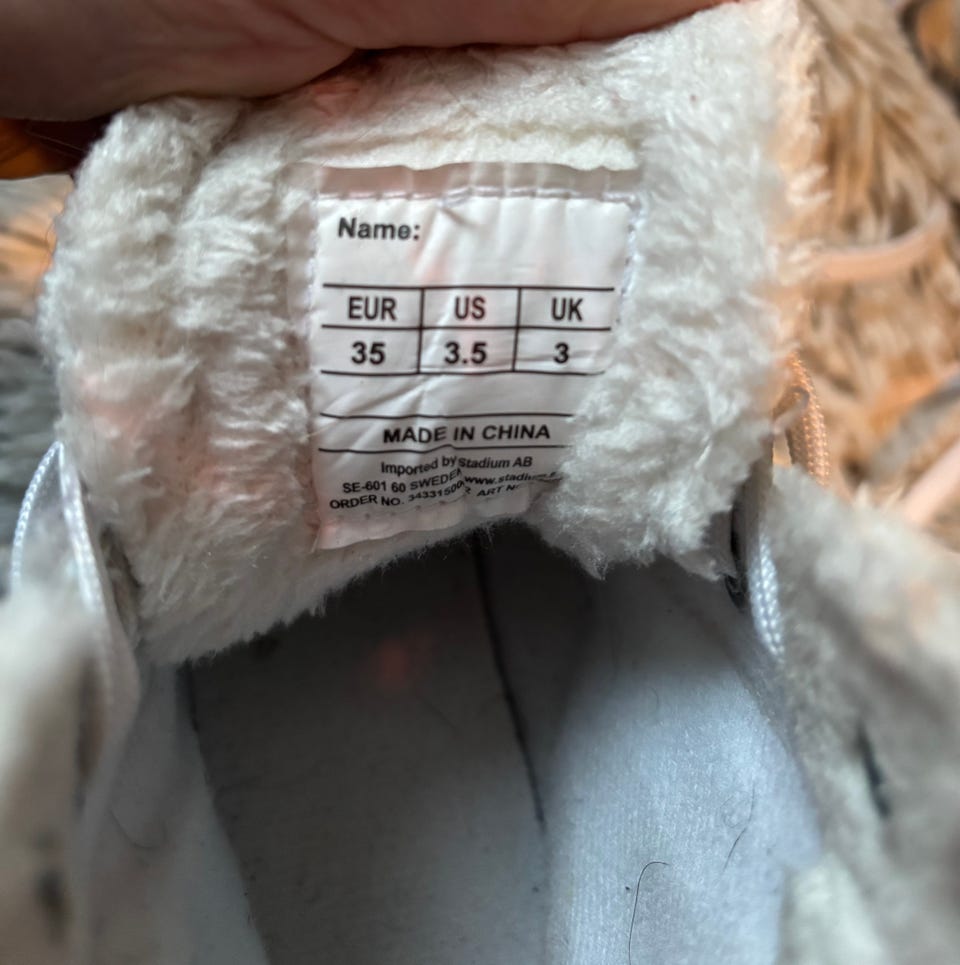 Name:
EUR US UK
35 3.5 3
MADE IN CHINA
Imported by Stadium AB
SE-601 60 SWEDEN
ORDER NO. ART